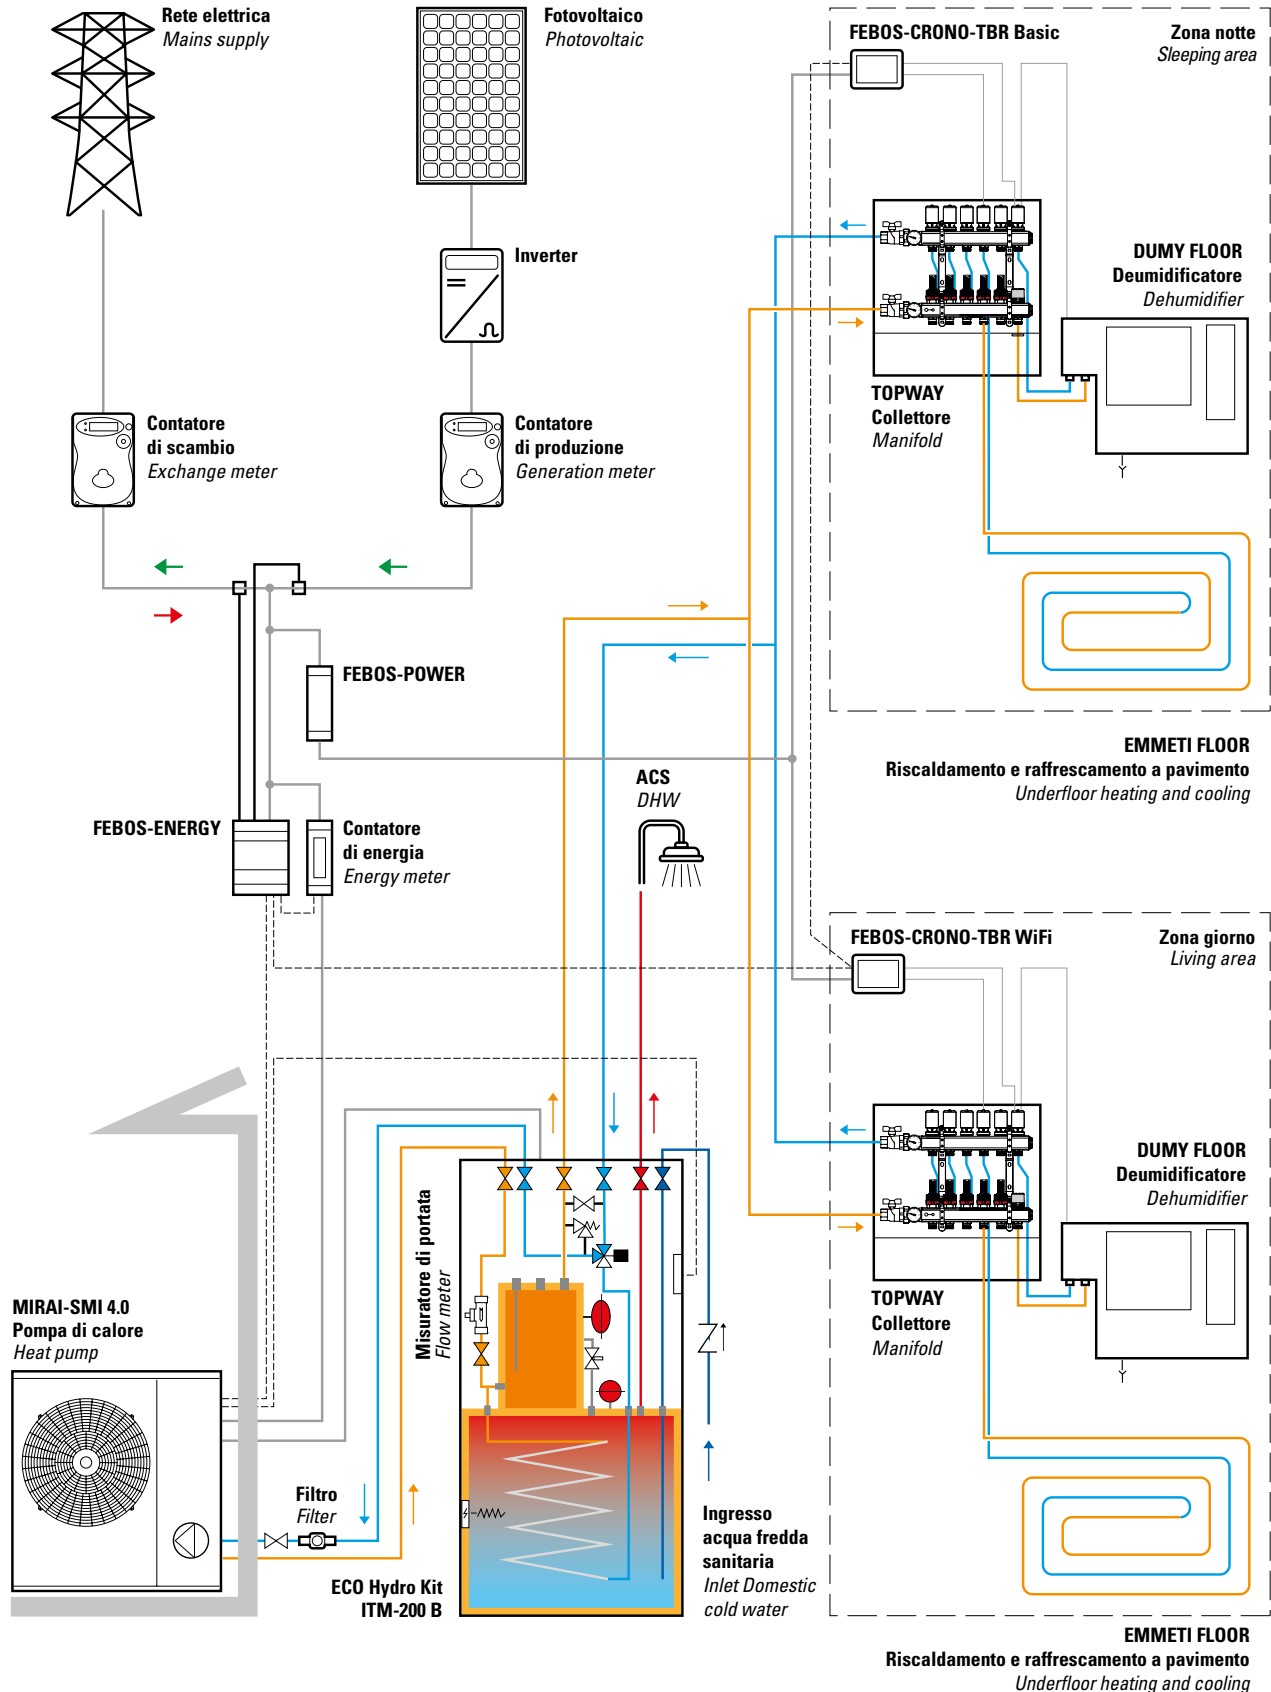 Rete elettrica
Mains supply
Fotovoltaico
Photovoltaic
FEBOS-CRONO-TBR Basic
Zona notte
Sleeping area
Inverter
DUMY FLOOR
Deumidificatore
Dehumidifier
TOPWAY
Collettore
Manifold
Contatore
di scambio
Exchange meter
Contatore
di produzione
Generation meter
FEBOS-POWER
EMMETI FLOOR
Riscaldamento e raffrescamento a pavimento
Underfloor heating and cooling
ACS
DHW
FEBOS-ENERGY
Contatore
di energia
Energy meter
FEBOS-CRONO-TBR WiFi
Zona giorno
Living area
DUMY FLOOR
Deumidificatore
Dehumidifier
TOPWAY
Collettore
Manifold
Misuratore di portata
Flow meter
MIRAI-SMI 4.0
Pompa di calore
Heat pump
Filtro
Filter
ECO Hydro Kit
ITM-200 B
Ingresso
acqua fredda
sanitaria
Inlet Domestic
cold water
EMMETI FLOOR
Riscaldamento e raffrescamento a pavimento
Underfloor heating and cooling